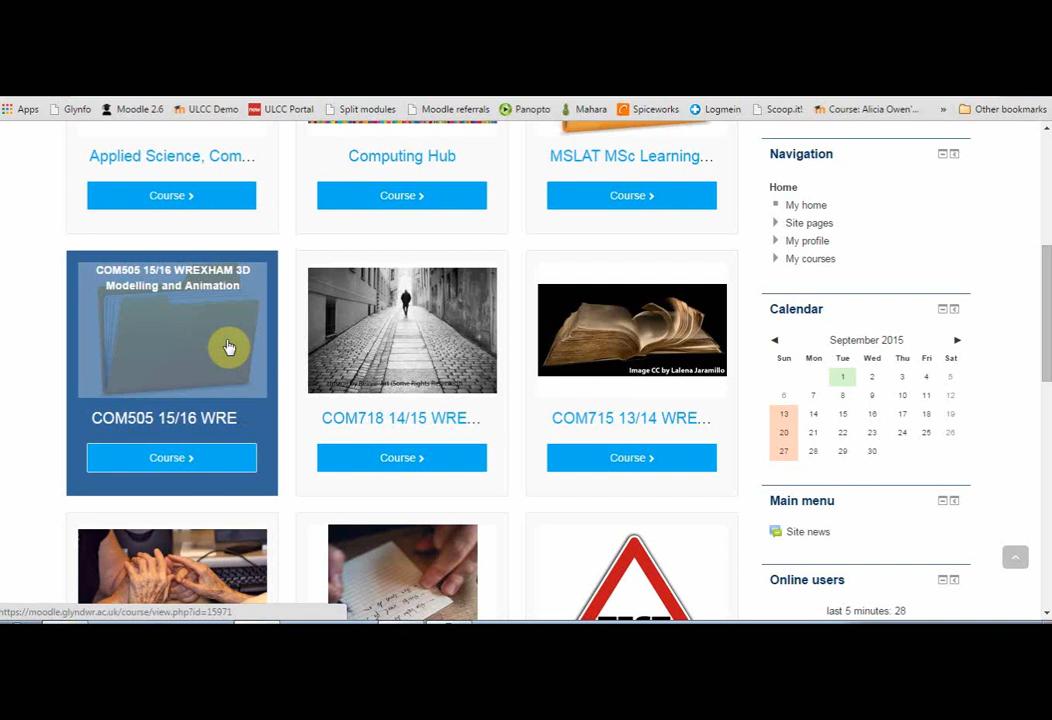 Apps Glynfo Moodle 2.6 ULCC Demo ULCC Portal Split modules Moodle referrals Panopto Mahara Spiceworks Logmein Scoop.it! Course: Alicia Owen'... » Other bookmarks
Applied Science, Com...
Course
Computing Hub
Course
MSLAT MSc Learning...
Course
COM505 15/16 WREXHAM 3D
Modelling and Animation
COM505 15/16 WRE
Course
COM718 14/15 WRE...
Course
Image CC by Lalena Jaramillo
COM715 13/14 WRE...
Course
Navigation
Home
My home
Site pages
My profile
My courses
Calendar
September 2015
Sun Mon Tue Wed Thu Fri Sat
1 2 3 4 5
6 7 8 9 10 11 12
13 14 15 16 17 18 19
20 21 22 23 24 25 26
27 28 29 30
Main menu
Site news
Online users
last 5 minutes: 28
https://moodle.glyndwr.ac.uk/course/view.php?id=15971